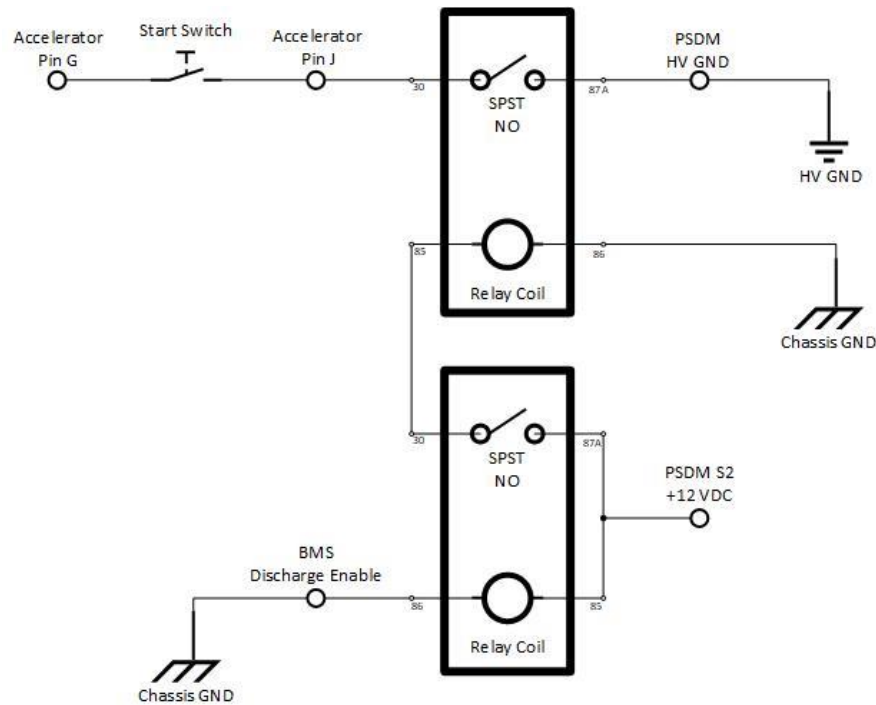 Accelerator
Pin G
Start Switch
Accelerator
Pin J
30
SPST
NO
87A
PSDM
HV GND
HV GND
85
Relay Coil
86
Chassis GND
30
SPST
NO
87A
PSDM S2
+12 VDC
BMS
Discharge Enable
86
Relay Coil
85
Chassis GND